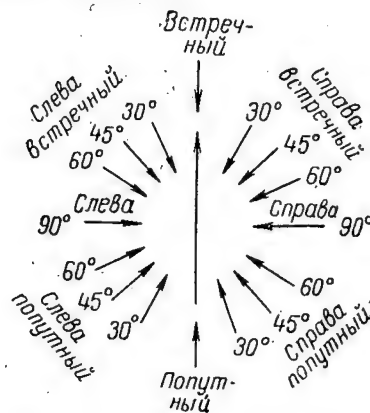 Встреч-
ный
Слева
встречный
Справа
встречный
30°
30°
45°
45°
60°
60°
Слева
Справа
90°
90°
60°
60°
45°
45°
30°
30°
Слева
попутный
Справа
попутный
Попут-
ный